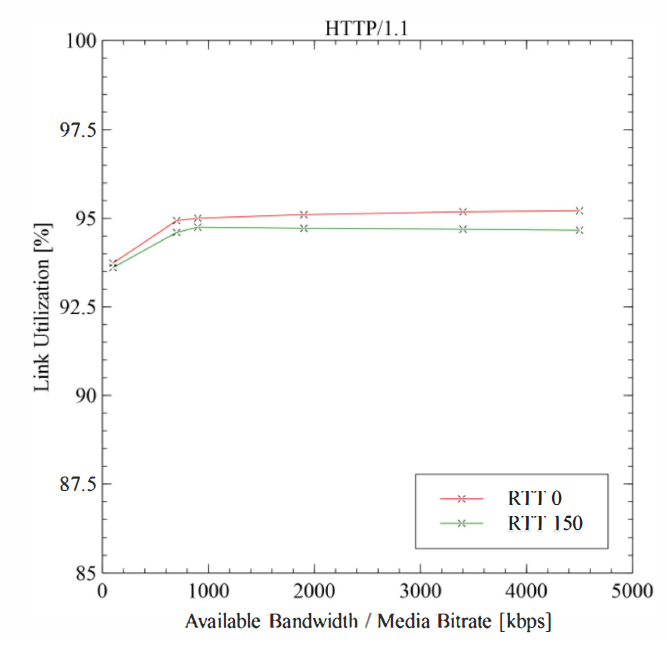 HTTP/1.1
100
97.5
95
92.5
90
87.5
85
Link Utilization [%]
RTT 0
RTT 150
0 1000 2000 3000 4000 5000
Available Bandwidth / Media Bitrate [kbps]